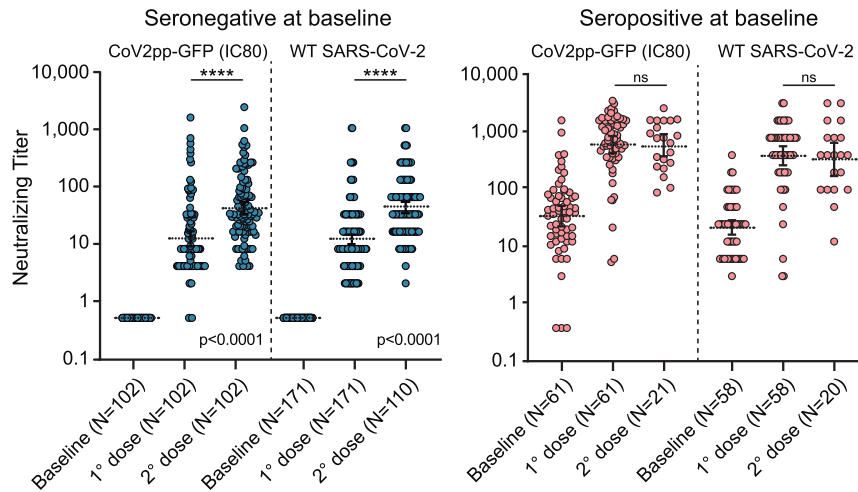 Seronegative at baseline
CoV2pp-GFP (IC80) WT SARS-CoV-2
Neutralizing Titer
10,000
1,000
100
10
1
0.1
****
****
p<0.0001
p<0.0001
Baseline (N=102)
1° dose (N=102)
2° dose (N=102)
Baseline (N=171)
1° dose (N=171)
2° dose (N=110)
Seropositive at baseline
CoV2pp-GFP (IC80) WT SARS-CoV-2
10,000
1,000
100
10
1
0.1
ns
ns
Baseline (N=61)
1° dose (N=61)
2° dose (N=21)
Baseline (N=58)
1° dose (N=58)
2° dose (N=20)